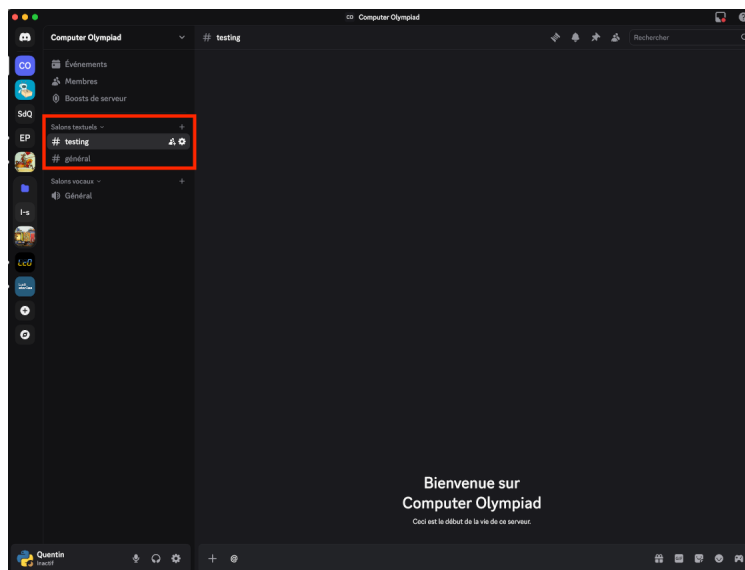 Computer Olympiad
Computer Olympiad
testing
Rechercher
CO
Événements
Membres
Boosts de serveur
SdQ
EP
Salons textuels
testing
général
Salons vocaux
Général
I-s
LcO
Bienvenue sur
Computer Olympiad
Ceci est le début de la vie de ce serveur.
Quentin
Inactif
@